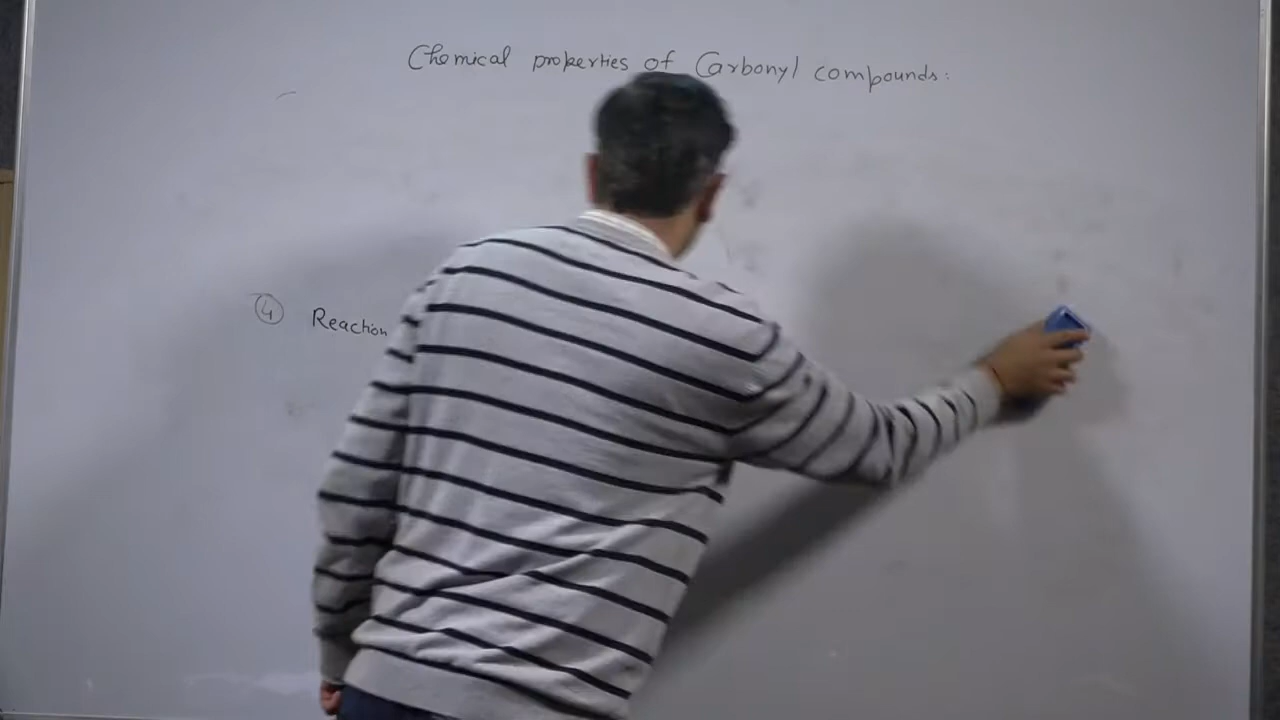 Chemical properties of Carbonyl compounds:
④ Reaction